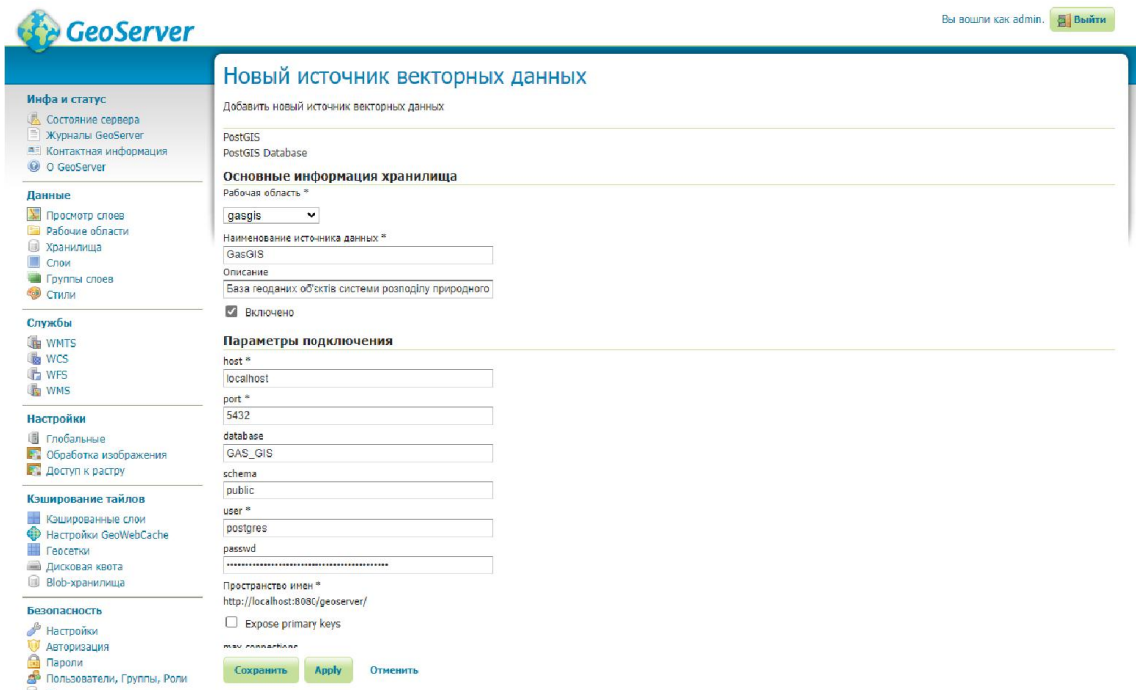 GeoServer
Вы вошли как admin.
Выйти
Инфа и статус
Состояние сервера
Журналы GeoServer
Контактная информация
О GeoServer
Данные
Просмотр слоев
Рабочие области
Хранилища
Слои
Группы слоев
Стили
Службы
WMTS
WCS
WFS
WMS
Настройки
Глобальные
Обработка изображения
Доступ к растру
Кэширование тайлов
Кэшированные слои
Настройки GeoWebCache
Геосетки
Дисковая квота
Blob-хранилища
Безопасность
Настройки
Авторизация
Пароли
Пользователи, Группы, Роли
Новый источник векторных данных
Добавить новый источник векторных данных
PostGIS
PostGIS Database
Основные информация хранилища
Рабочая область *
gasgis
Наименование источника данных *
GasGIS
Описание
База геоданих об'єктів системи розподілу природного
Включено
Параметры подключения
host *
localhost
port *
5432
database
GAS_GIS
schema
public
user *
postgres
passwd
Пространство имен *
http://localhost:8080/geoserver/
Expose primary keys
max connections
Сохранить
Apply
Отменить